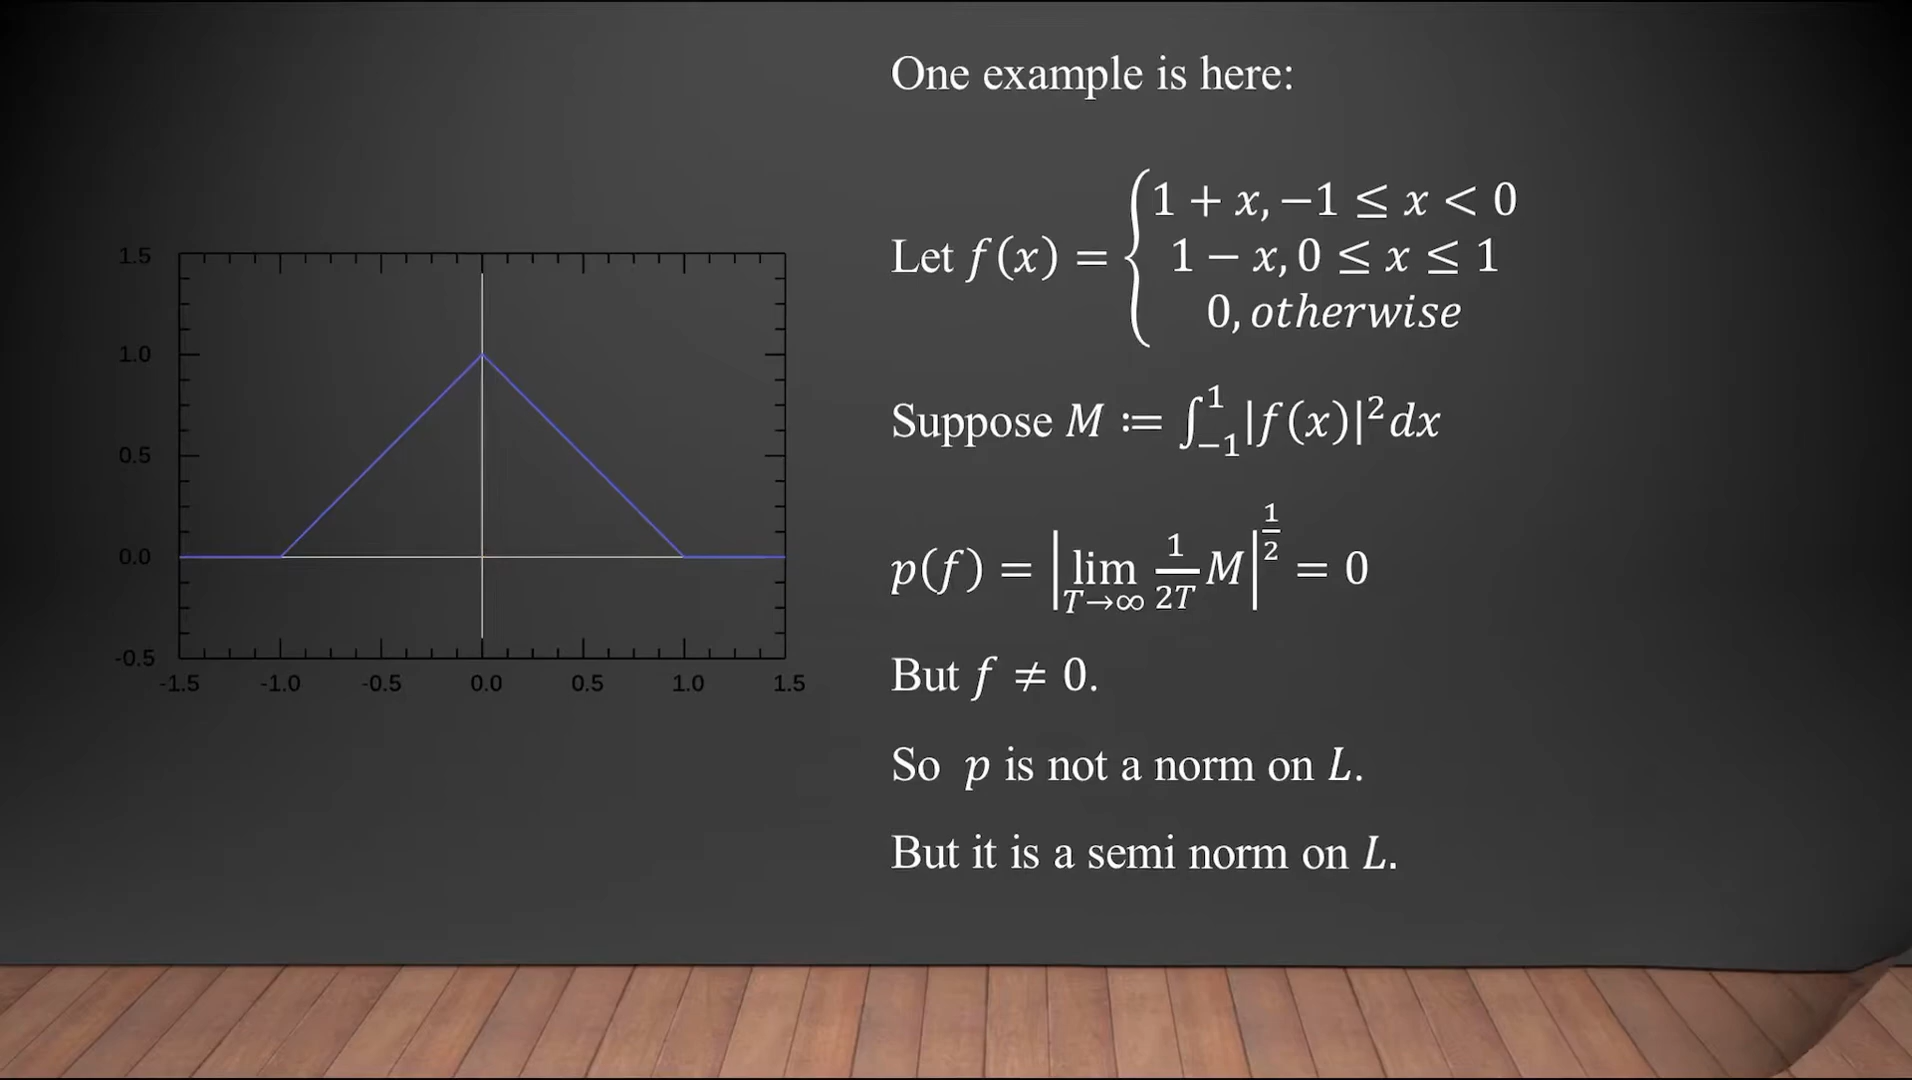 One example is here:
Let f(x) = { 1 + x, −1 ≤ x < 0
1 − x, 0 ≤ x ≤ 1
0, otherwise
Suppose M ≔ ∫₋₁¹ |f(x)|² dx
p(f) = | lim_{T→∞} 1/2T M |^{1/2} = 0
But f ≠ 0.
So p is not a norm on L.
But it is a semi norm on L.
1.5
1.0
0.5
0.0
-0.5
-1.5 -1.0 -0.5 0.0 0.5 1.0 1.5